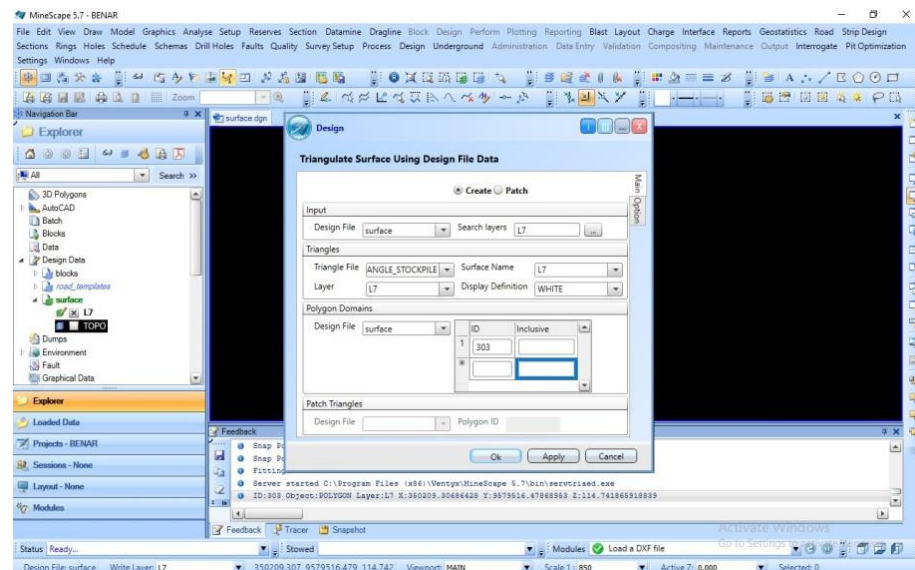 MineScape 5.7 - BENAR
File Edit View Draw Model Graphics Analyse Setup Reserves Section Datamine Dragline Block Design Perform Plotting Reporting Blast Layout Charge Interface Reports Geostatistics Road Strip Design
Sections Rings Holes Schedule Schemas Drill Holes Faults Quality Survey Setup Process Design Underground Administration Data Entry Validation Compositing Maintenance Output Interrogate Pit Optimization
Settings Windows Help
Zoom
Navigation Bar
surface.dgn
Explorer
All
Search »
3D Polygons
AutoCAD
Batch
Blocks
Data
Design Data
blocks
road_templates
surface
L7
TOPO
Dumps
Environment
Fault
Graphical Data
Explorer
Loaded Data
Projects - BENAR
Sessions - None
Layout - None
Modules
Design
Triangulate Surface Using Design File Data
Create Patch
Main
Option
Input
Design File surface Search layers L7 ...
Triangles
Triangle File ANGLE_STOCKPILE Surface Name L7
Layer L7 Display Definition WHITE
Polygon Domains
Design File surface ID Inclusive
1 303
*
Patch Triangles
Design File Polygon ID
Ok Apply Cancel
Feedback
Snap Po
Snap Po
Fitting
Server started C:\Program Files (x86)\Ventyx\MineScape 5.7\bin\servtrised.exe
ID:303 Object:POLYGON Layer:L7 X:350209.30686428 Y:9579516.47868953 Z:114.741865918839
Feedback Tracer Snapshot
Activate Windows
Status Ready... Stowed Modules Load a DXF file
Design File: surface Write Layer: L7 350209.307, 9579516.479, 114.742 Viewport: MAIN Scale 1: 850 Active Z: 0.000 Selected: 0